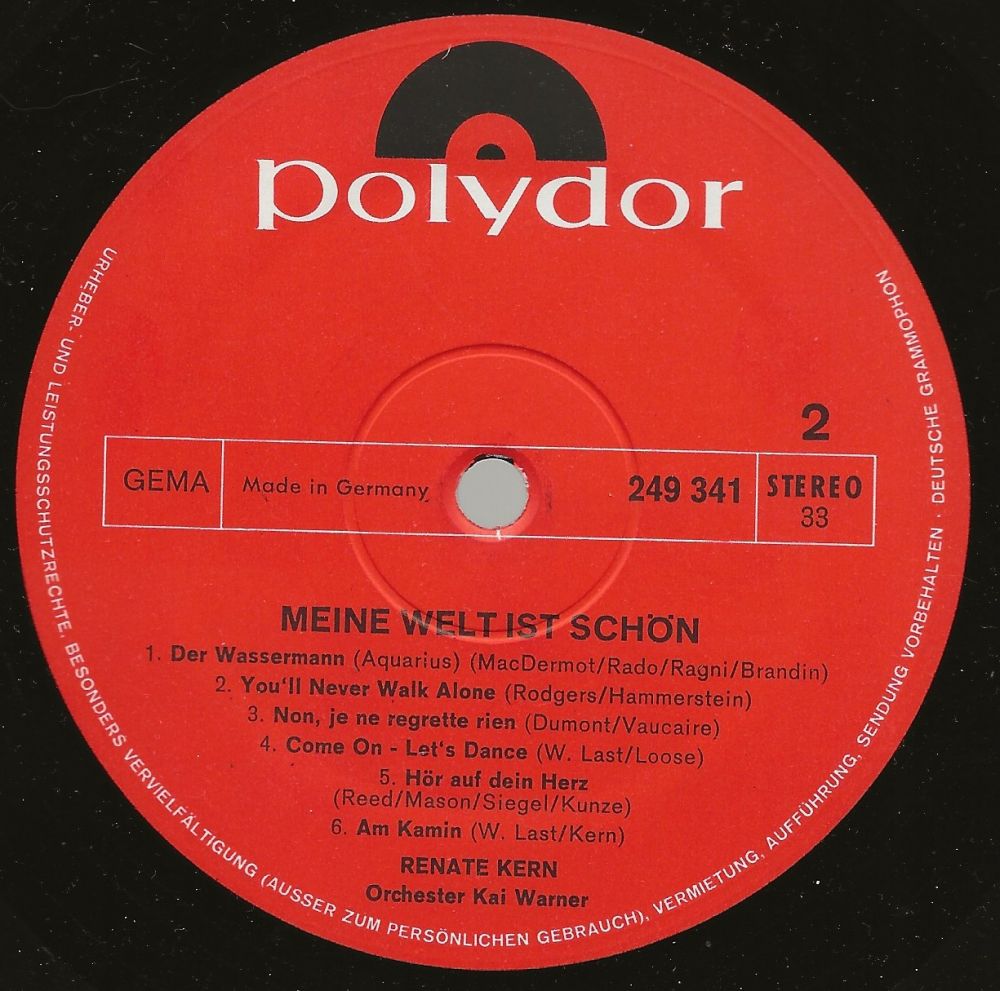 polydor
2
GEMA
Made in Germany
249 341
STEREO
33
MEINE WELT IST SCHÖN
1. Der Wassermann (Aquarius) (MacDermot/Rado/Ragni/Brandin)
2. You'll Never Walk Alone (Rodgers/Hammerstein)
3. Non, je ne regrette rien (Dumont/Vaucaire)
4. Come On - Let's Dance (W. Last/Loose)
5. Hör auf dein Herz
(Reed/Mason/Siegel/Kunze)
6. Am Kamin (W. Last/Kern)
RENATE KERN
Orchester Kai Warner
URHEBER- UND LEISTUNGSSCHUTZRECHTE, BESONDERS VERVIELFÄLTIGUNG (AUSSER ZUM PERSÖNLICHEN GEBRAUCH), VERMIETUNG, AUFFÜHRUNG, SENDUNG VORBEHALTEN · DEUTSCHE GRAMMOPHON